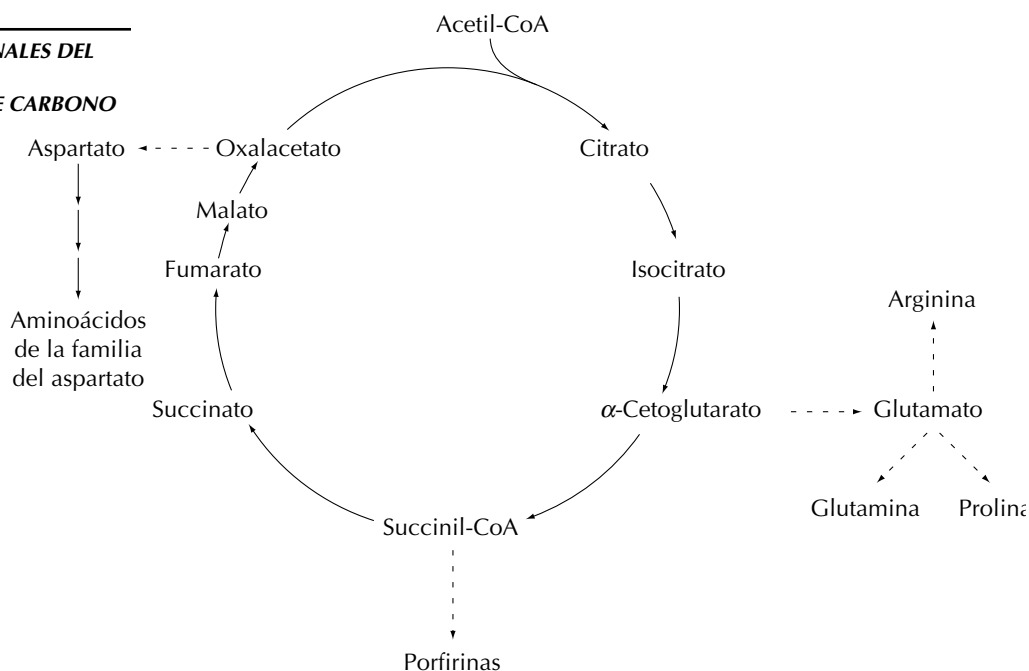 NALES DEL
E CARBONO
Acetil-CoA
Aspartato
Oxalacetato
Citrato
Malato
Fumarato
Isocitrato
Aminoácidos
de la familia
del aspartato
Arginina
Succinato
α-Cetoglutarato
Glutamato
Glutamina
Prolina
Succinil-CoA
Porfirinas